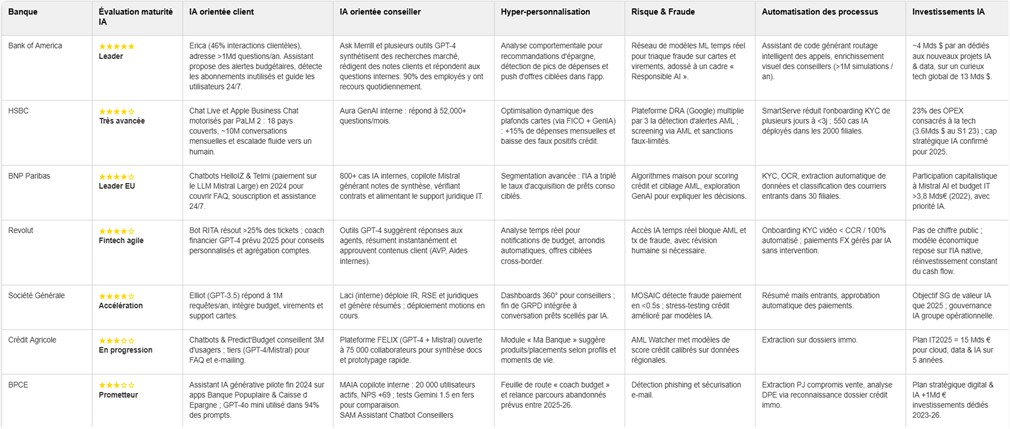 Banque
Évaluation maturité
IA
IA orientée client
IA orientée conseiller
Hyper-personnalisation
Risque & Fraude
Automatisation des processus
Investissements IA
Bank of America
★★★★★
Leader
Erica (46% interactions clientèles),
adresse >1Md questions/an. Assistant
propose des alertes budgétaires, détecte
les abonnements inutilisés et guide les
utilisateurs 24/7.
Ask Merrill et plusieurs outils GPT-4
synthétisent des recherches marché,
rédigent des notes clients et répondent aux
questions internes. 90% des employés y ont
recours quotidiennement.
Analyse comportementale pour
recommandations d'épargne,
détection de pics de dépenses et
push d'offres ciblées dans l'app.
Réseau de modèles ML temps réel
pour triaque fraude sur cartes et
virements, adossé à un cadre «
Responsible AI ».
Assistant de code générant routage
intelligent des appels, enrichissement
visuel des conseillers (>1M simulations /
an).
~4 Mds $ par an dédiés
aux nouveaux projets IA
& data, sur un curieux
tech global de 13 Mds $.
HSBC
★★★★☆
Très avancée
Chat Live et Apple Business Chat
motorisés par PaLM 2 : 18 pays
couverts, ~10M conversations
mensuelles et escalade fluide vers un
humain.
Aura GenAI interne : répond à 52,000+
questions/mois.
Optimisation dynamique des
plafonds cartes (via FICO + GenIA)
: +15% de dépenses mensuelles et
baisse des faux positifs crédit.
Plateforme DRA (Google) multiplie
par 3 la détection d'alertes AML ;
screening via AML et sanctions
faux-limités.
SmartServe réduit l'onboarding KYC de
plusieurs jours à <3j ; 550 cas IA
déployés dans les 2000 filiales.
23% des OPEX
consacrés à la tech
(3.6Mds $ au S1 23) ; cap
stratégique IA confirmé
pour 2025.
BNP Paribas
★★★★☆
Leader EU
Chatbots HelloiZ & Telmi (paiement sur
le LLM Mistral Large) en 2024 pour
couvrir FAQ, souscription et assistance
24/7.
800+ cas IA internes, copilote Mistral
générant notes de synthèse, vérifiant
contrats et alimentant le support juridique IT.
Segmentation avancée : l'IA a triplé
le taux d'acquisition de prêts conso
ciblés.
Algorithmes maison pour scoring
crédit et ciblage AML, exploration
GenAI pour expliquer les décisions.
KYC, OCR, extraction automatique de
données et classification des courriers
entrants dans 30 filiales.
Participation capitalistique
à Mistral AI et budget IT
>3,8 Mds€ (2022), avec
priorité IA.
Revolut
★★★★☆
Fintech agile
Bot RITA résout >25% des tickets ; coach
financier GPT-4 prévu 2025 pour conseils
personnalisés et agrégation comptes.
Outils GPT-4 suggèrent réponses aux
agents, résument instantanément et
approuvent contenu client (AVP, Aides
internes).
Analyse temps réel pour
notifications de budget, arrondis
automatiques, offres ciblées
cross-border.
Accès IA temps réel bloque AML et
tx de fraude, avec révision
humaine si nécessaire.
Onboarding KYC vidéo < CCR / 100%
automatisé ; paiements FX gérés par IA
sans intervention.
Pas de chiffre public ;
modèle économique
repose sur l'IA native,
réinvestissement constant
du cash flow.
Société Générale
★★★★☆
Accélération
Elliot (GPT-3.5) répond à 1M
requêtes/an, intègre budget, virements et
support cartes.
Laci (interne) déploie IR, RSE et juridiques
et génère résumés ; déploiement motions en
cours.
Dashboards 360° pour conseillers ;
fin de GRPD intégrée à
conversation prêts scellés par IA.
MOSAIC détecte fraude paiement
en <0.5s ; stress-testing crédit
amélioré par modèles IA.
Résumé mails entrants, approbation
automatique des paiements.
Objectif SG de valeur IA
que 2025 ; gouvernance
IA groupe opérationnelle.
Crédit Agricole
★★★☆☆
En progression
Chatbots & Predict'Budget conseillent 3M
d'usagers ; tiers (GPT-4/Mistral) pour
FAQ et e-mailing.
Plateforme FELIX (GPT-4 + Mistral) ouverte
à 75 000 collaborateurs pour synthèse docs
et prototypage rapide.
Module « Ma Banque » suggère
produits/placements selon profils et
moments de vie.
AML Watcher met modèles de
score crédit calibrés sur données
régionales.
Extraction sur dossiers immo.
Plan IT2025 = 15 Mds €
pour cloud, data & IA sur
5 années.
BPCE
★★★☆☆
Prometteur
Assistant IA générative pilote fin 2024 sur
apps Banque Popuplaire & Caisse d
Epargne ; GPT-4o mini utilisé dans 94%
des prompts.
MAIA copilote interne : 20 000 utilisateurs
actifs, NPS +69 ; tests Gemini 1.5 en fers
pour comparaison.
SAM Assistant Chatbot Conseillers
Feuille de route « coach budget »
et relance parcours abandonnés
prévus entre 2025-26.
Détection phishing et sécurisation
e-mail.
Extraction PJ compromis vente, analyse
DPE via reconnaissance dossier crédit
immo.
Plan stratégique digital &
IA +1Md €
investissements dédiés
2023-26.